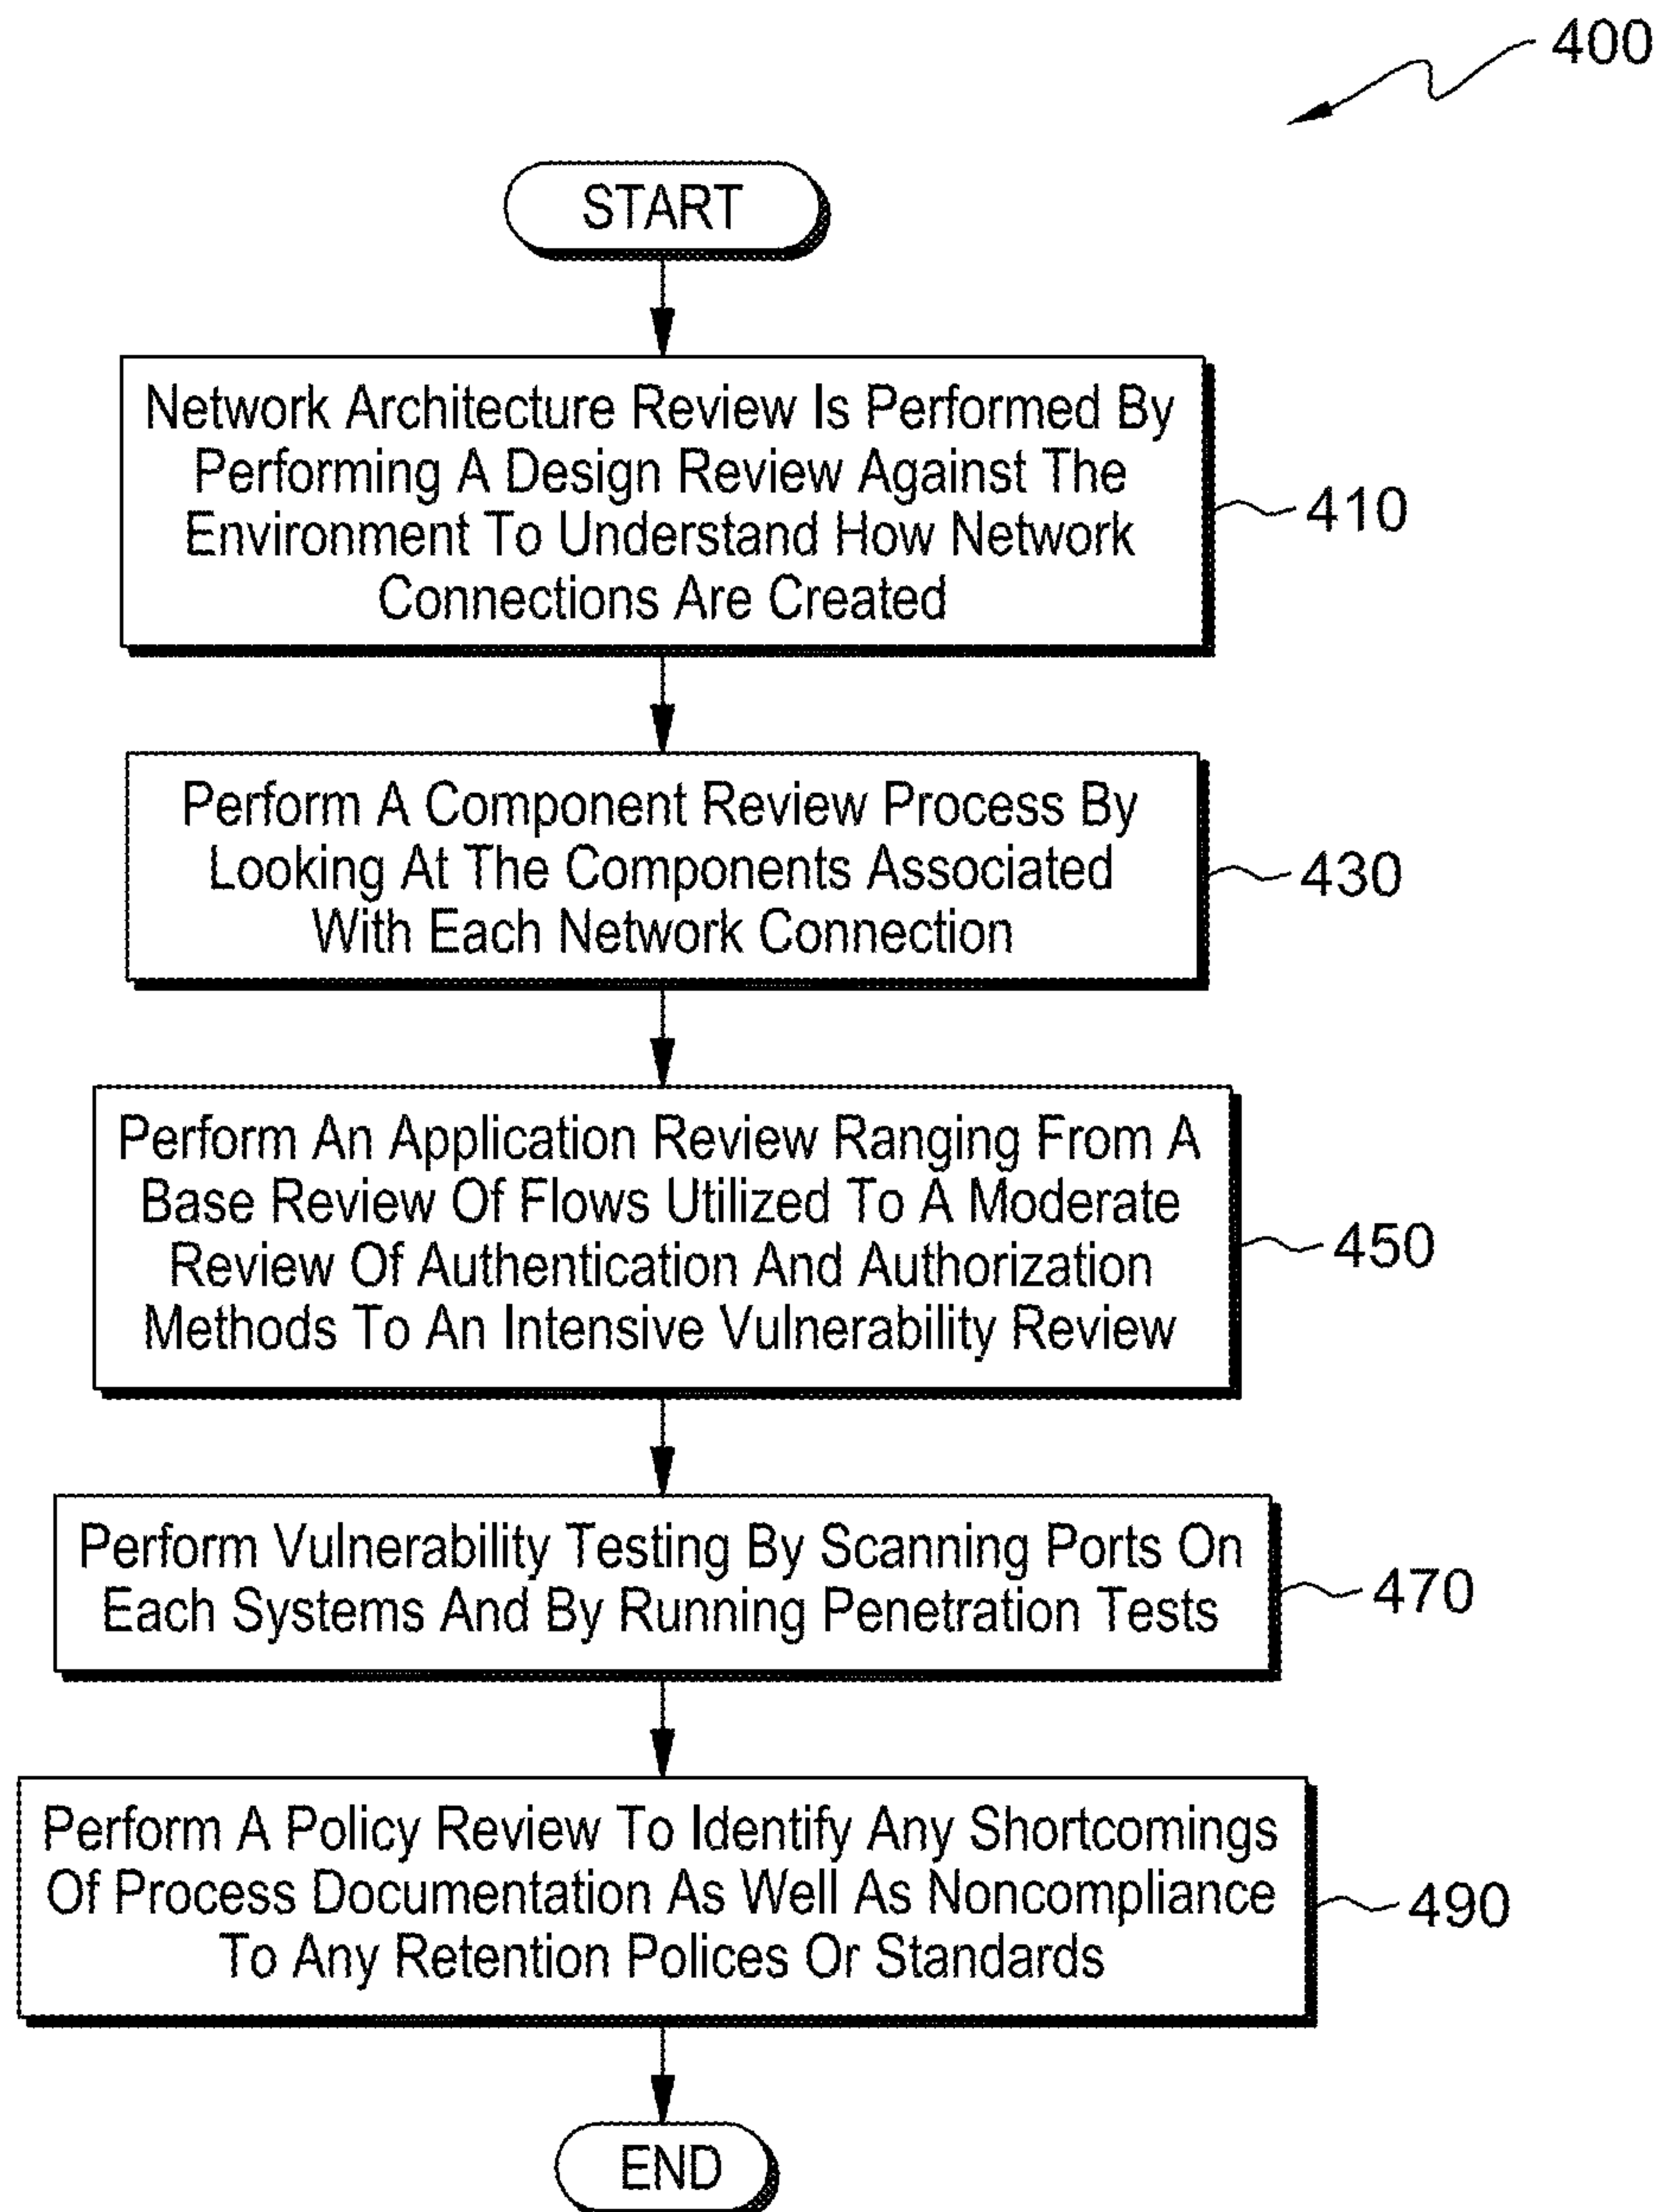 400
START
Network Architecture Review Is Performed By
Performing A Design Review Against The
Environment To Understand How Network
Connections Are Created
410
Perform A Component Review Process By
Looking At The Components Associated
With Each Network Connection
430
Perform An Application Review Ranging From A
Base Review Of Flows Utilized To A Moderate
Review Of Authentication And Authorization
Methods To An Intensive Vulnerability Review
450
Perform Vulnerability Testing By Scanning Ports On
Each Systems And By Running Penetration Tests
470
Perform A Policy Review To Identify Any Shortcomings
Of Process Documentation As Well As Noncompliance
To Any Retention Polices Or Standards
490
END